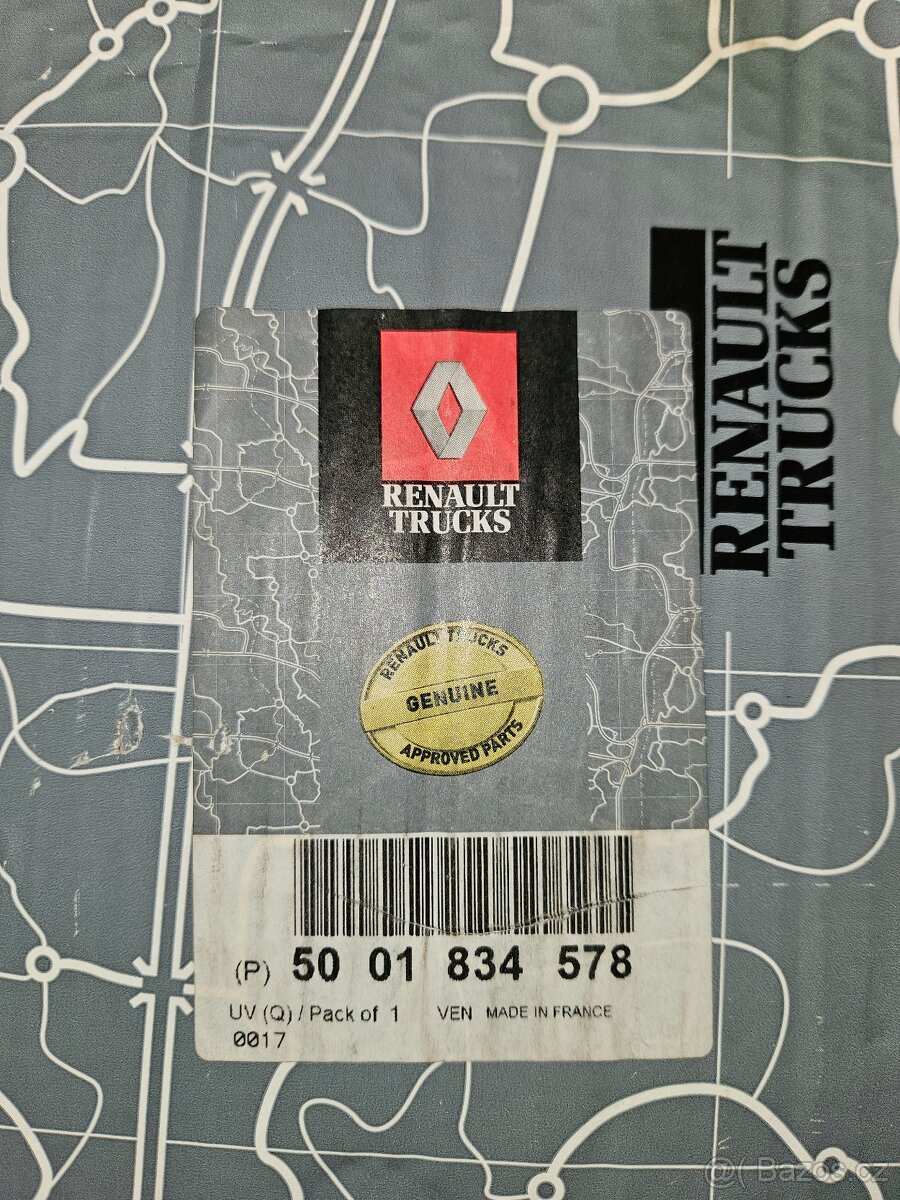 RENAULT
TRUCKS
RENAULT
TRUCKS
RENAULT TRUCKS
GENUINE
APPROVED PARTS
(P) 50 01 834 578
UV (Q) / Pack of 1 VEN MADE IN FRANCE
0017
@( Bazos.cz